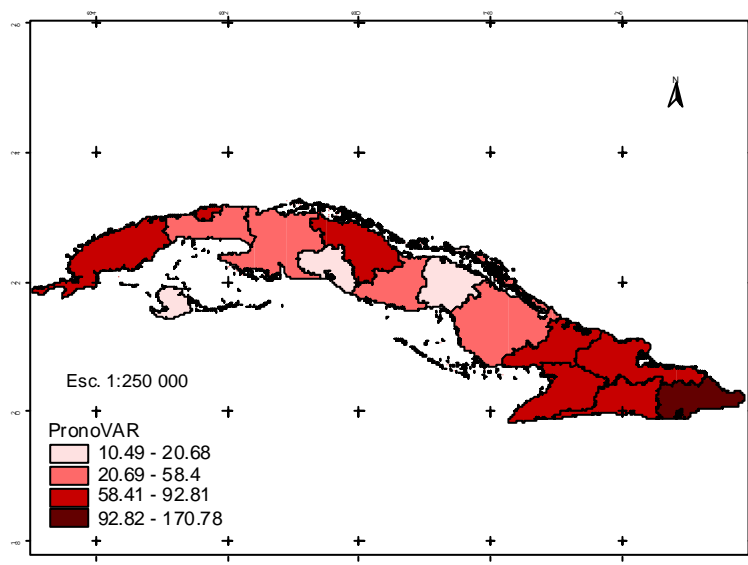 N
Esc. 1:250 000
PronoVAR
10.49 - 20.68
20.69 - 58.4
58.41 - 92.81
92.82 - 170.78